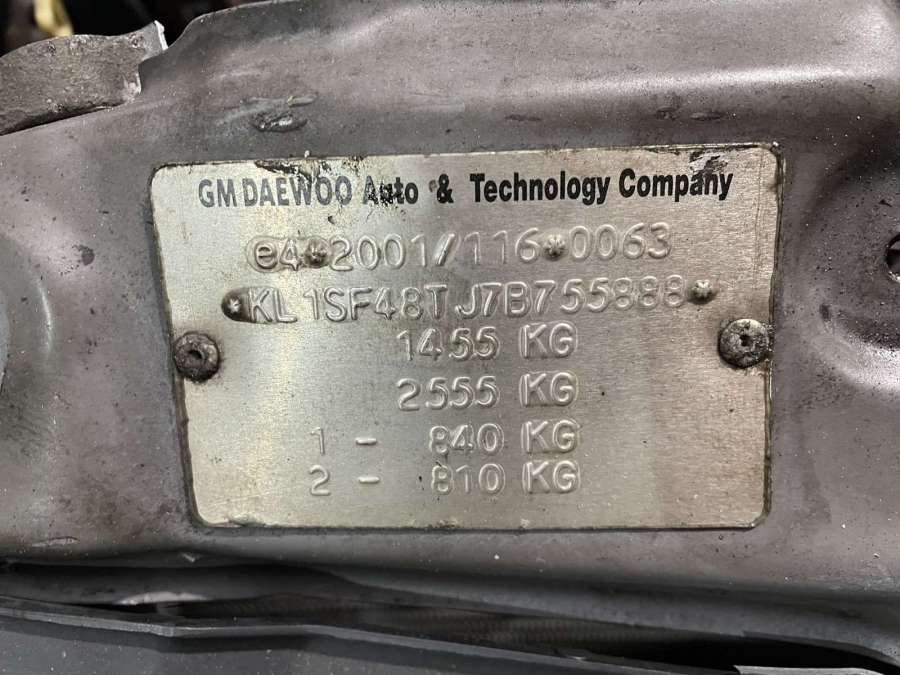 GM DAEWOO Auto & Technology Company
e4*2001/116*0063
*KL1SF48TJ7B755888*
1455 KG
2555 KG
1 - 840 KG
2 - 810 KG